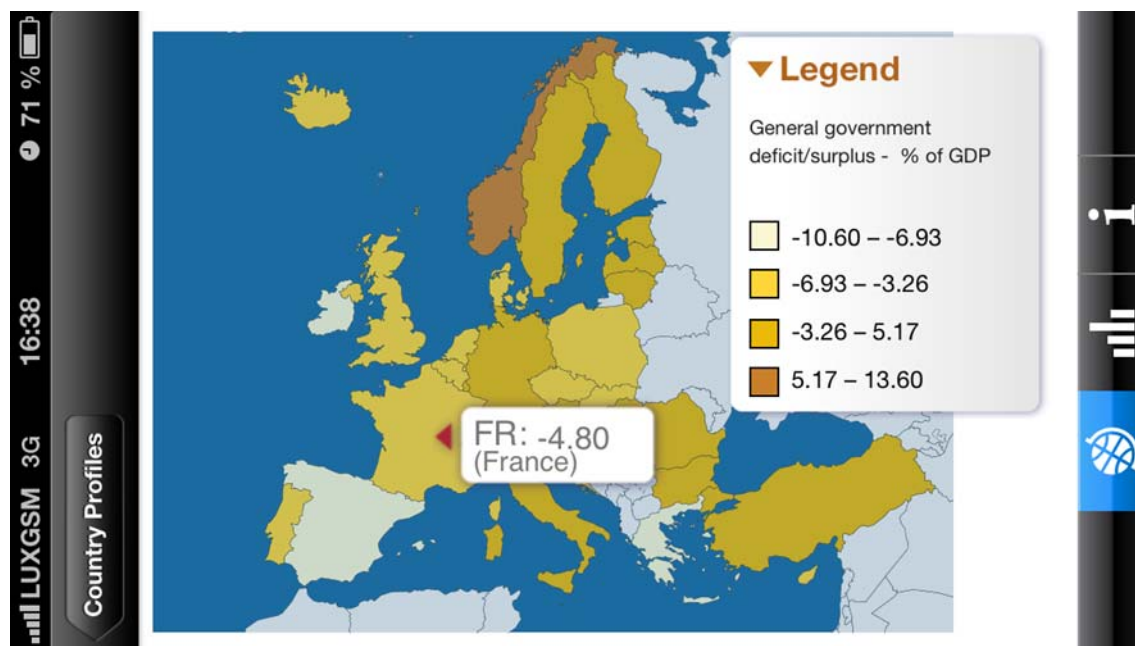 LUXGSM 3G 16:38 71 %
Country Profiles
Legend
General government
deficit/surplus - % of GDP
-10.60 – -6.93
-6.93 – -3.26
-3.26 – 5.17
5.17 – 13.60
FR: -4.80
(France)
i